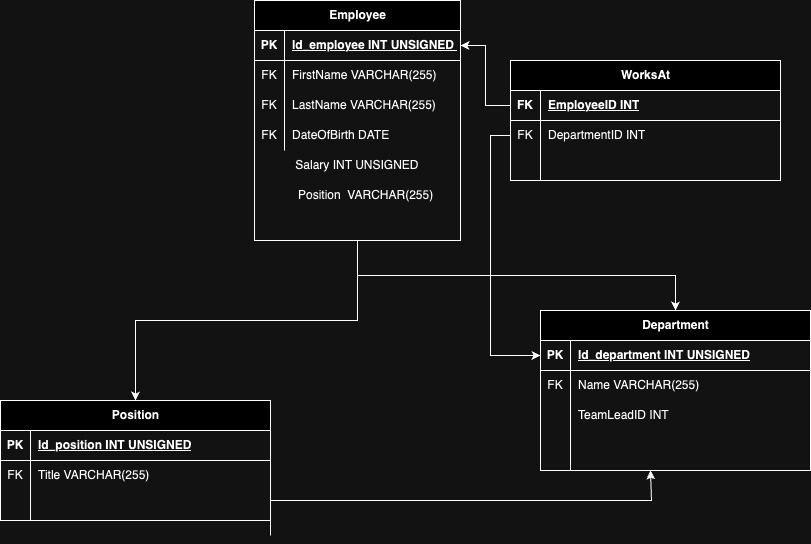 Employee
PK Id_employee INT UNSIGNED
FK FirstName VARCHAR(255)
FK LastName VARCHAR(255)
FK DateOfBirth DATE
Salary INT UNSIGNED
Position VARCHAR(255)
WorksAt
FK EmployeeID INT
FK DepartmentID INT
Department
PK Id_department INT UNSIGNED
FK Name VARCHAR(255)
TeamLeadID INT
Position
PK Id_position INT UNSIGNED
FK Title VARCHAR(255)